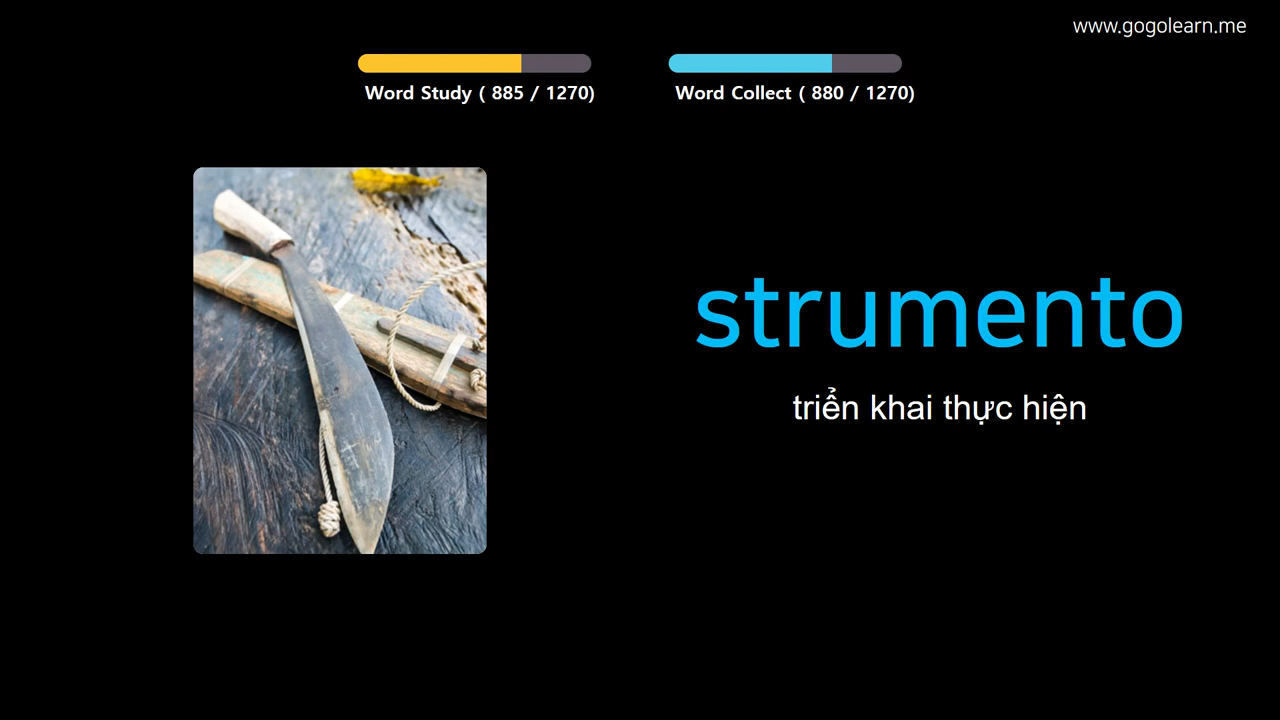 www.gogolearn.me
Word Study ( 885 / 1270)
Word Collect ( 880 / 1270)
strumento
triển khai thực hiện